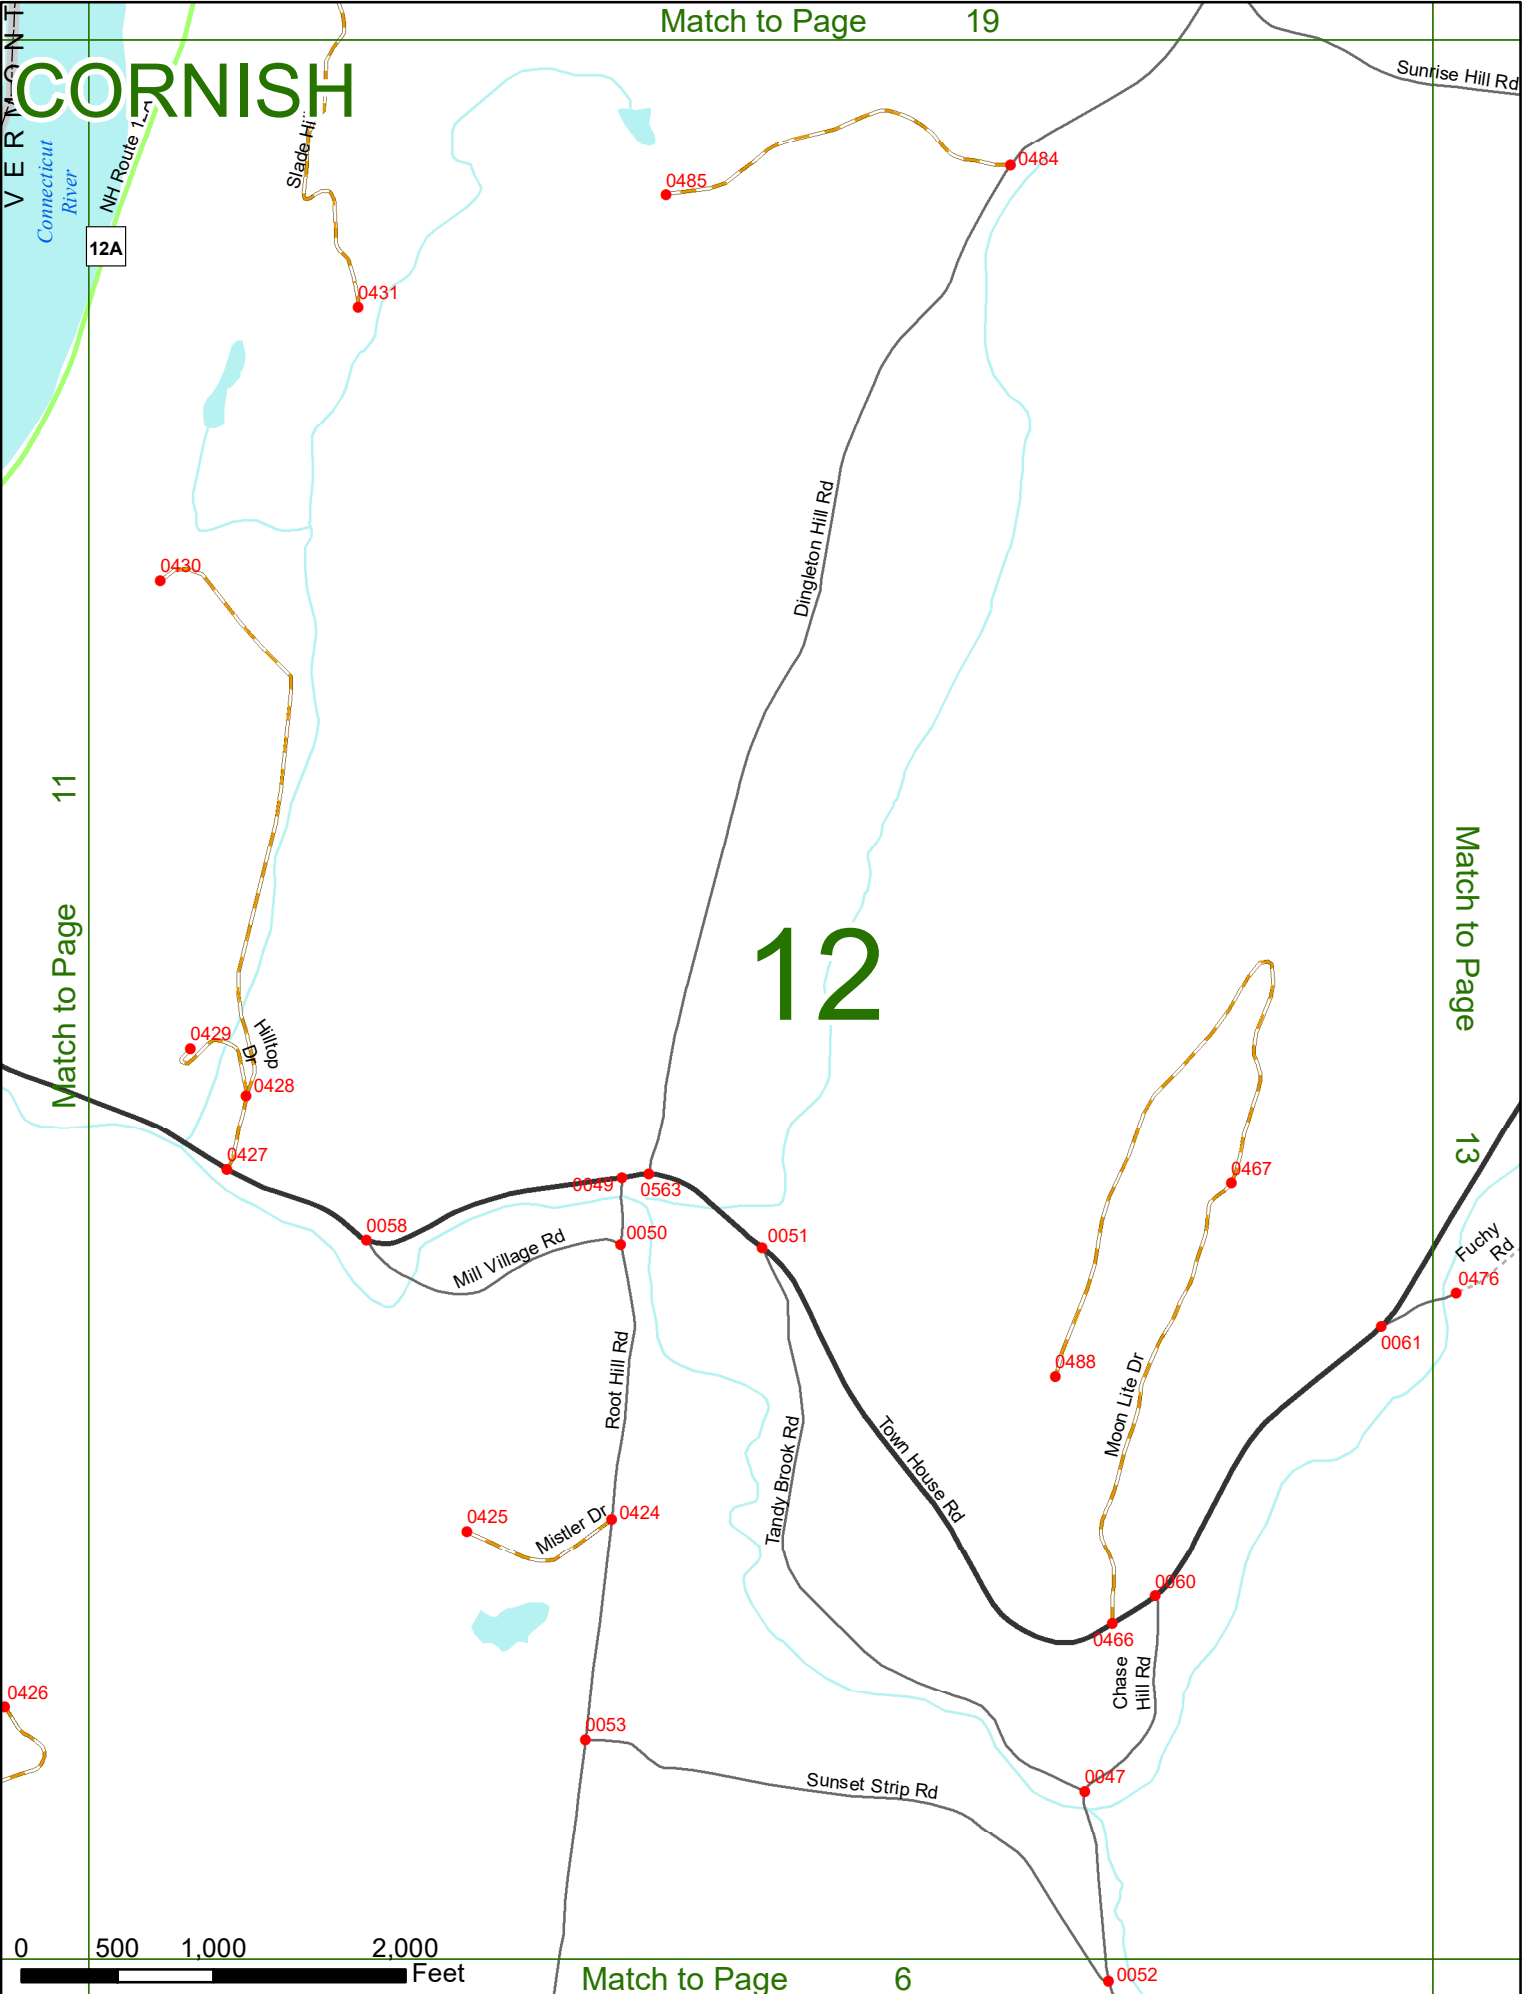 Match to Page 19
CORNISH
VERMONT
Connecticut
River
NH Route 12A
12A
Slade Hi
Sunrise Hill Rd
0484
0485
0431
Dingleton Hill Rd
0430
Match to Page 11
12
Match to Page 13
0429
Hilltop
Dr
0428
0427
0049
0563
0467
0058
0050
0051
Mill Village Rd
Fuchy
Rd
0476
0061
Root Hill Rd
0488
Moon Lite Dr
Tandy Brook Rd
Town House Rd
0425
Mistler Dr
0424
0060
0466
Chase
Hill Rd
0426
0053
Sunset Strip Rd
0047
0 500 1,000 2,000
Feet
Match to Page 6
0052